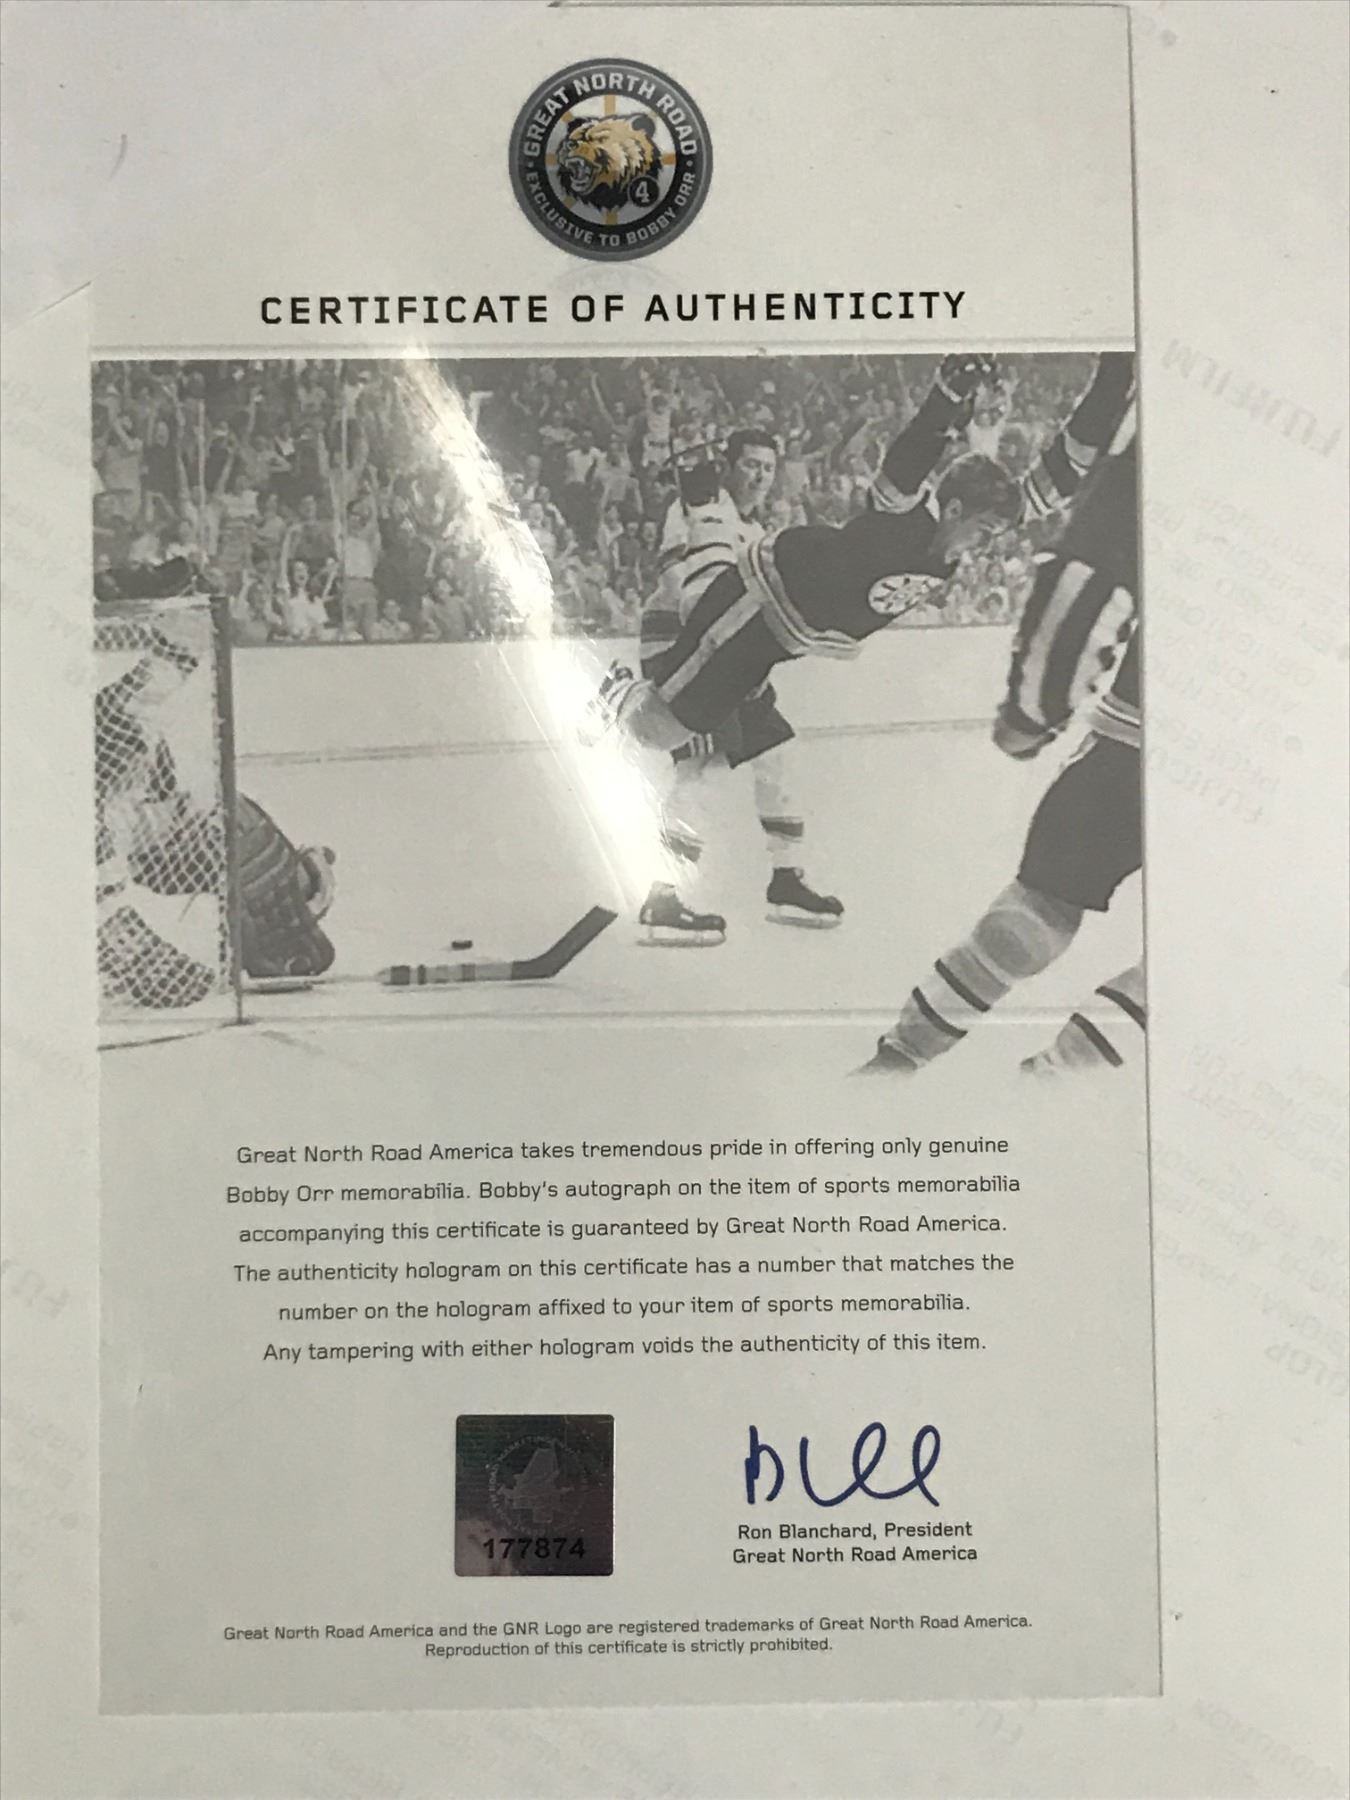 GREAT NORTH ROAD
4
• EXCLUSIVE TO BOBBY ORR •
CERTIFICATE OF AUTHENTICITY
Great North Road America takes tremendous pride in offering only genuine
Bobby Orr memorabilia. Bobby's autograph on the item of sports memorabilia
accompanying this certificate is guaranteed by Great North Road America.
The authenticity hologram on this certificate has a number that matches the
number on the hologram affixed to your item of sports memorabilia.
Any tampering with either hologram voids the authenticity of this item.
177874
Ron Blanchard, President
Great North Road America
Great North Road America and the GNR Logo are registered trademarks of Great North Road America.
Reproduction of this certificate is strictly prohibited.